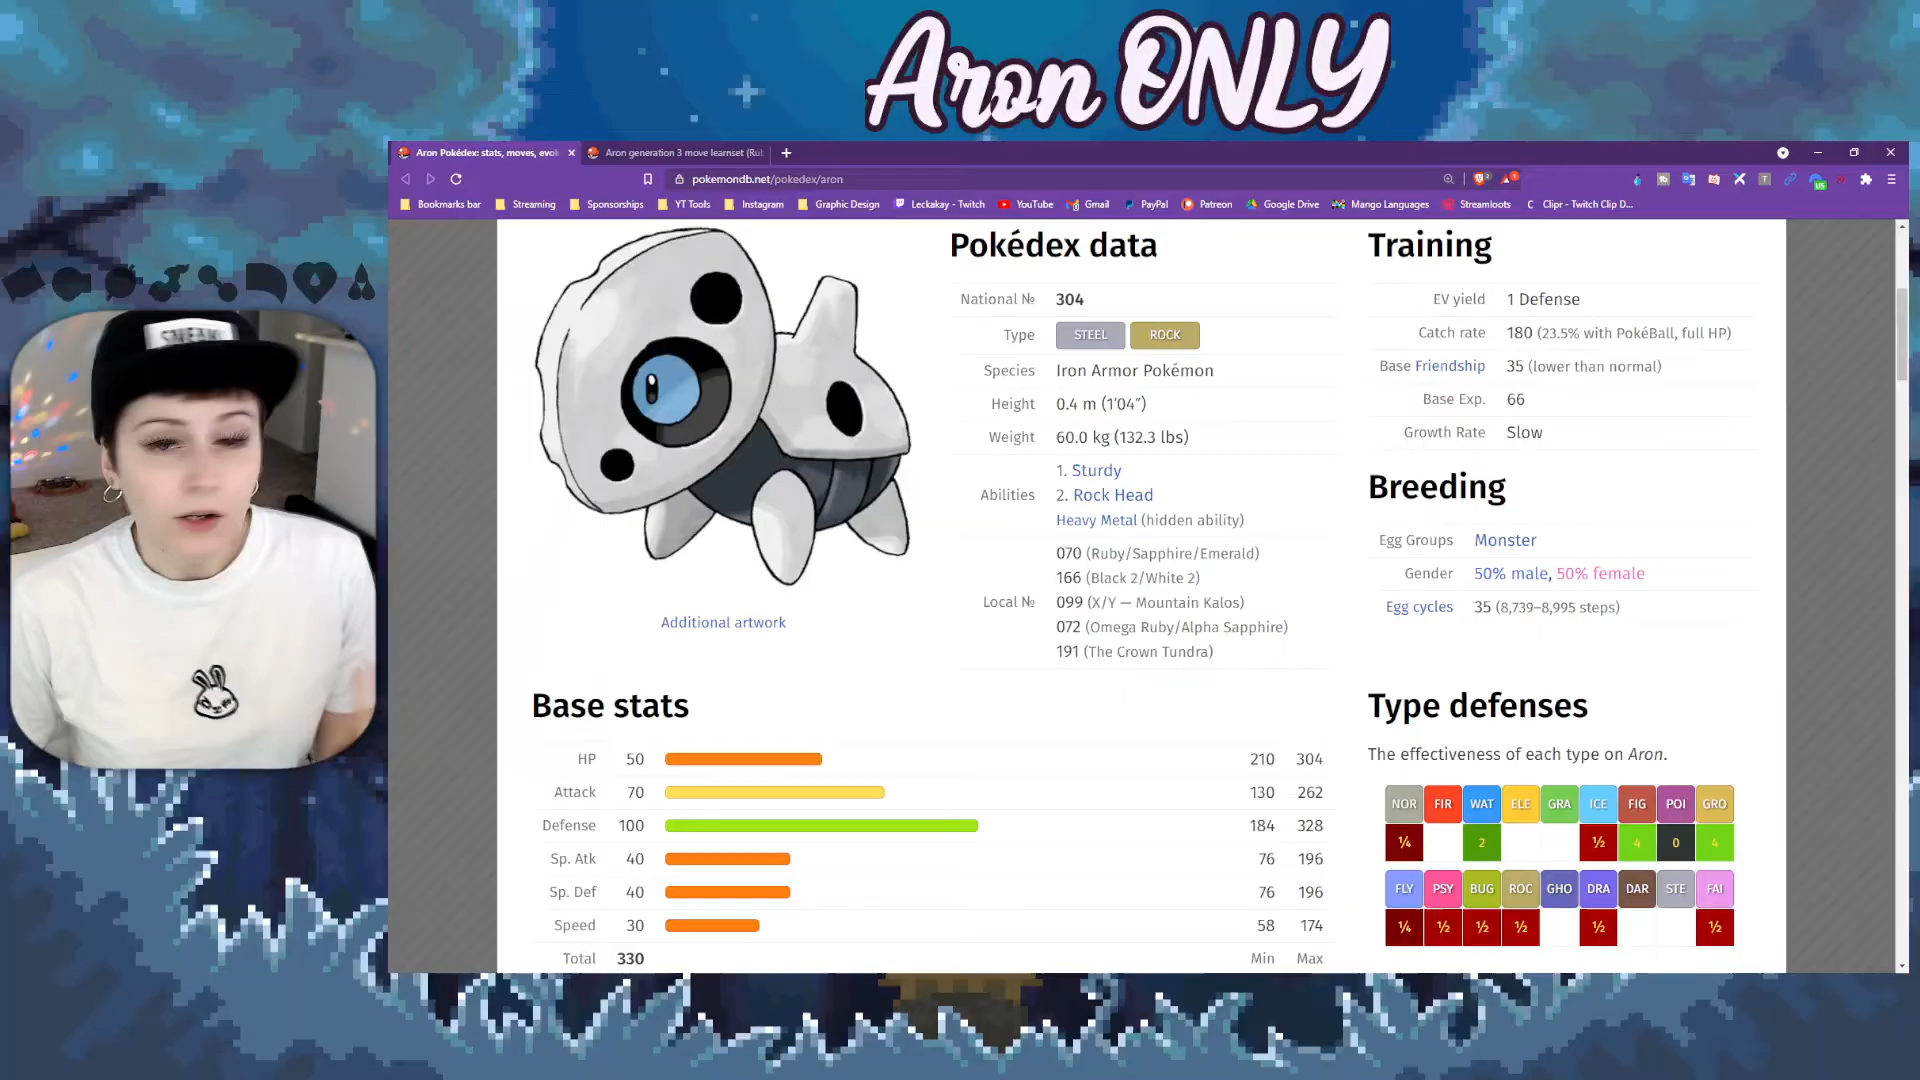 Aron ONLY
Aron Pokédex: stats, moves, evol
Aron generation 3 move learnset (Rub
pokemondb.net/pokedex/aron
Bookmarks bar
Streaming
Sponsorships
YT Tools
Instagram
Graphic Design
Leckakay - Twitch
YouTube
Gmail
PayPal
Patreon
Google Drive
Mango Languages
Streamloots
Clipr - Twitch Clip D...
Pokédex data
National № 304
Type STEEL ROCK
Species Iron Armor Pokémon
Height 0.4 m (1′04″)
Weight 60.0 kg (132.3 lbs)
Abilities
1. Sturdy
2. Rock Head
Heavy Metal (hidden ability)
Local №
070 (Ruby/Sapphire/Emerald)
166 (Black 2/White 2)
099 (X/Y — Mountain Kalos)
072 (Omega Ruby/Alpha Sapphire)
191 (The Crown Tundra)
Additional artwork
Training
EV yield 1 Defense
Catch rate 180 (23.5% with PokéBall, full HP)
Base Friendship 35 (lower than normal)
Base Exp. 66
Growth Rate Slow
Breeding
Egg Groups Monster
Gender 50% male, 50% female
Egg cycles 35 (8,739–8,995 steps)
Base stats
HP 50 210 304
Attack 70 130 262
Defense 100 184 328
Sp. Atk 40 76 196
Sp. Def 40 76 196
Speed 30 58 174
Total 330 Min Max
Type defenses
The effectiveness of each type on Aron.
NOR FIR WAT ELE GRA ICE FIG POI GRO
¼ 2 ½ 4 0 4
FLY PSY BUG ROC GHO DRA DAR STE FAI
¼ ½ ½ ½ ½ ½